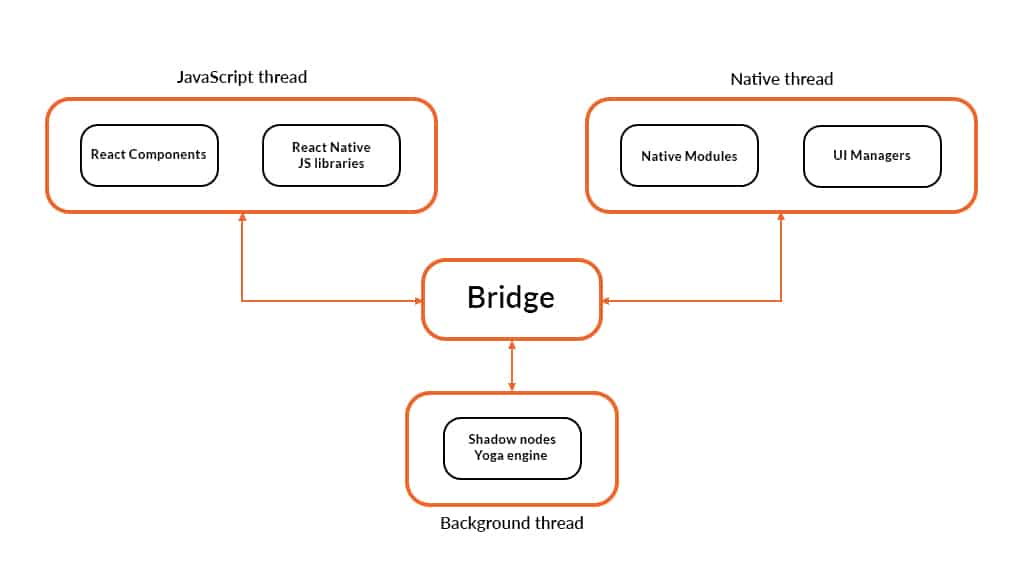 JavaScript thread
Native thread
React Components
React Native
JS libraries
Native Modules
UI Managers
Bridge
Shadow nodes
Yoga engine
Background thread